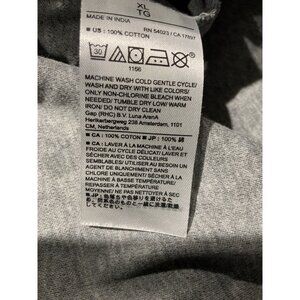 XL
TG
MADE IN INDIA
RN 54023 / CA 17897
■ US : 100% COTTON
30
1156
MACHINE WASH COLD GENTLE CYCLE/
WASH AND DRY WITH LIKE COLORS/
ONLY NON-CHLORINE BLEACH WHEN
NEEDED/ TUMBLE DRY LOW/ WARM
IRON/ DO NOT DRY CLEAN
Gap (RHC) B.V. Luna ArenA
Herikerbergweg 238 Amsterdam, 1101
CM, Netherlands
■ CA : 100% COTTON ■ JP : 100% 綿
■ CA : LAVER À LA MACHINE À L'EAU
FROIDE AU CYCLE DÉLICAT/ LAVER ET
SÉCHER AVEC DES COULEURS
SEMBLABLES/ UTILISER AU BESOIN UN
AGENT DE BLANCHIMENT SANS
CHLORE UNIQUEMENT/ SÉCHER À LA
MACHINE À BASSE TEMPÉRATURE/
REPASSER À TEMPÉRATURE
MOYENNE/ NE PAS NETTOYER À SEC
■ JP :